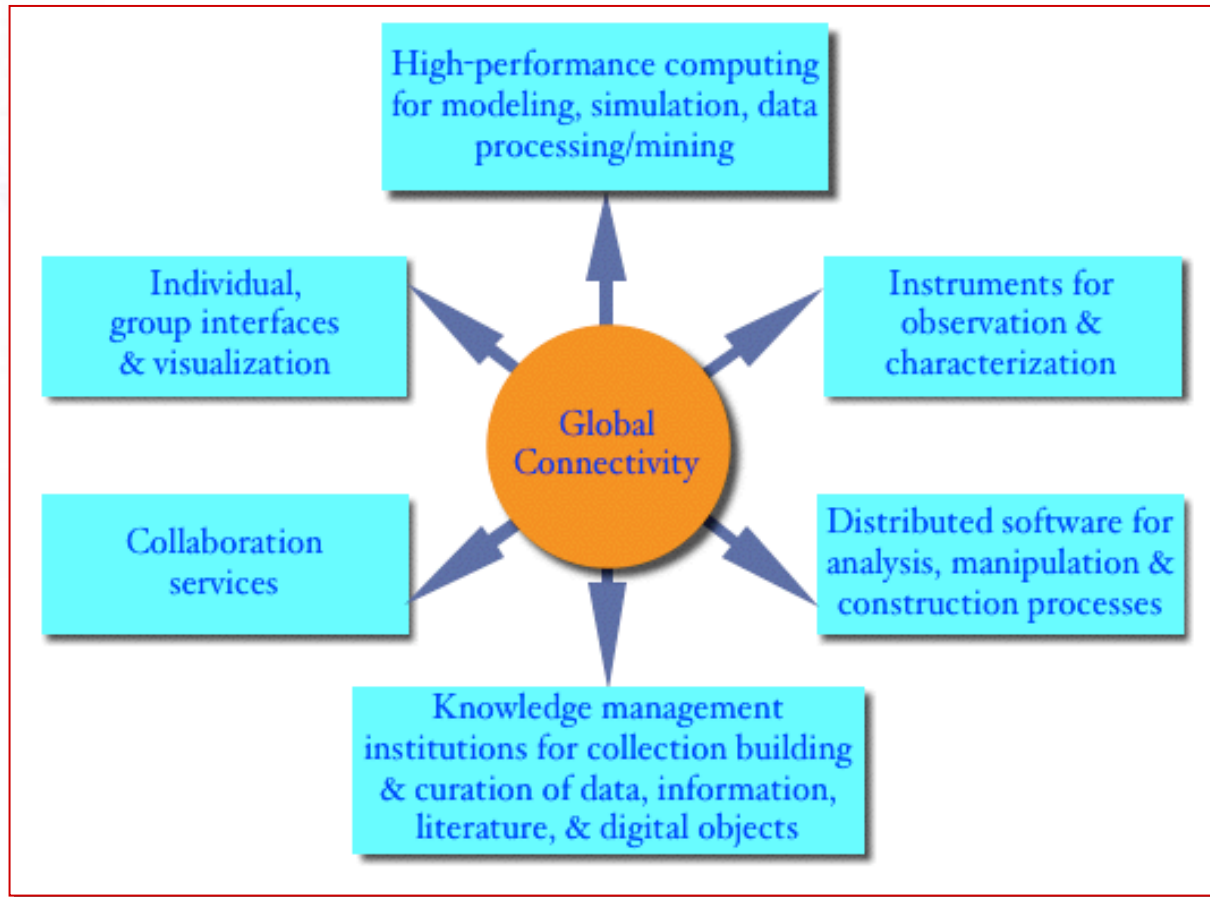 High-performance computing
for modeling, simulation, data
processing/mining
Individual,
group interfaces
& visualization
Instruments for
observation &
characterization
Global
Connectivity
Collaboration
services
Distributed software for
analysis, manipulation &
construction processes
Knowledge management
institutions for collection building
& curation of data, information,
literature, & digital objects